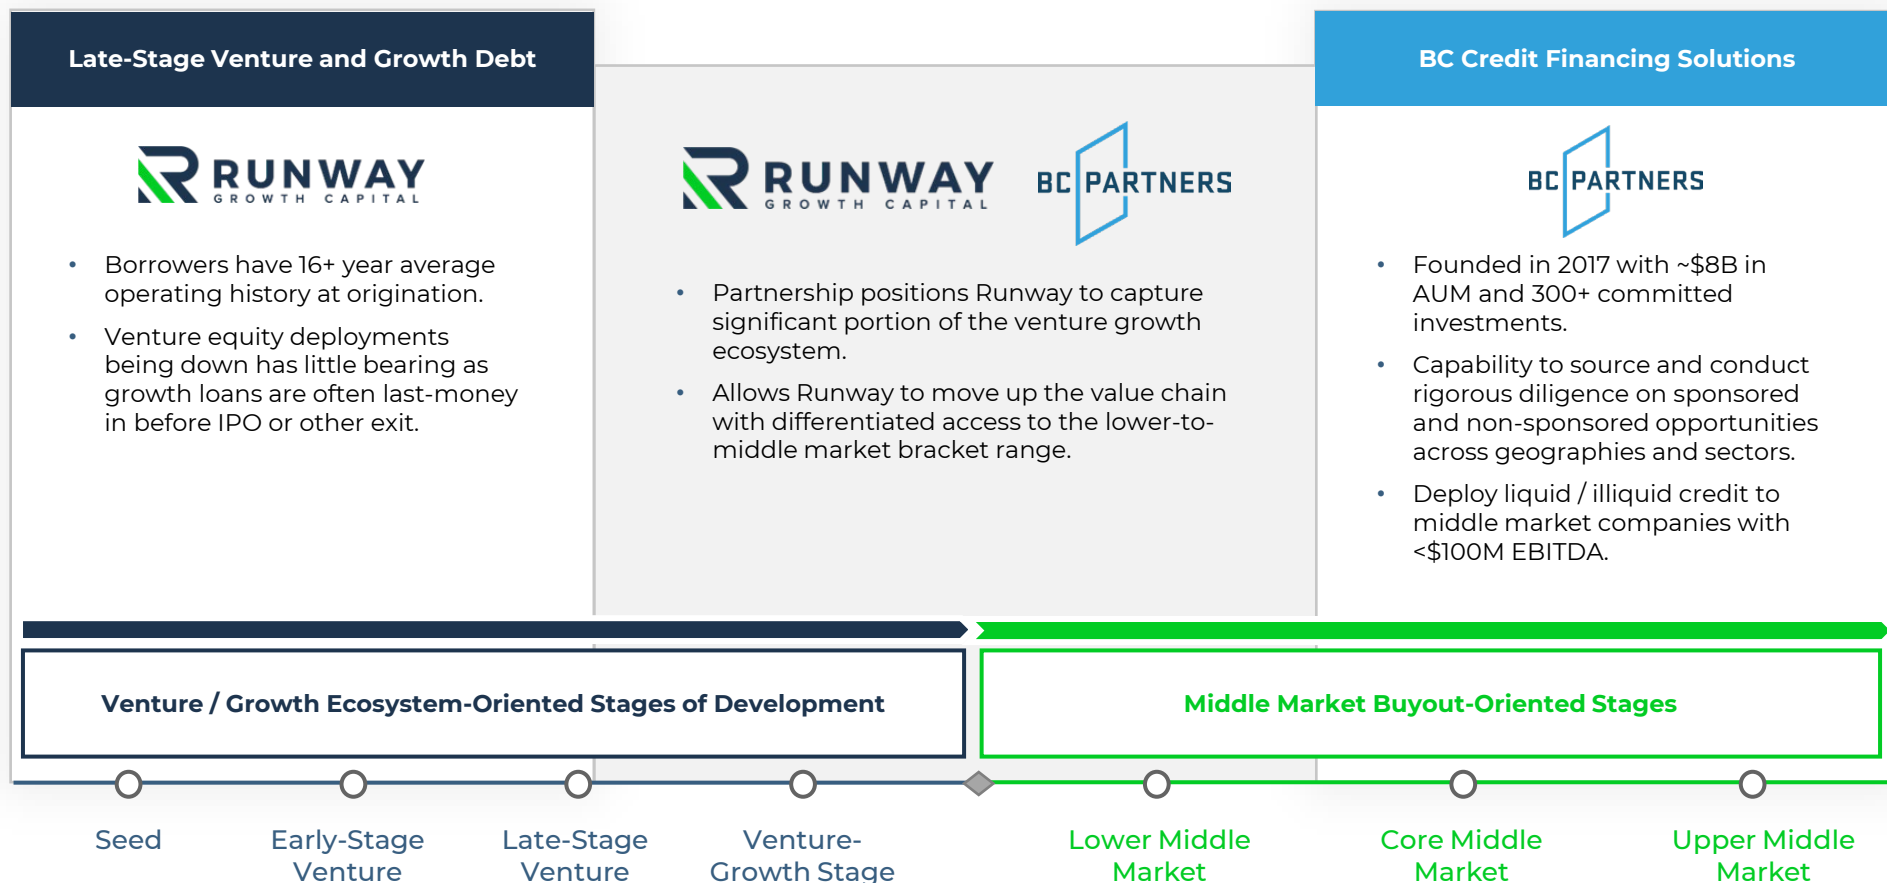 Late-Stage Venture and Growth Debt
RUNWAY
GROWTH CAPITAL
• Borrowers have 16+ year average
operating history at origination.
• Venture equity deployments
being down has little bearing as
growth loans are often last-money
in before IPO or other exit.
RUNWAY
GROWTH CAPITAL
BC PARTNERS
• Partnership positions Runway to capture
significant portion of the venture growth
ecosystem.
• Allows Runway to move up the value chain
with differentiated access to the lower-to-
middle market bracket range.
BC Credit Financing Solutions
BC PARTNERS
• Founded in 2017 with ~$8B in
AUM and 300+ committed
investments.
• Capability to source and conduct
rigorous diligence on sponsored
and non-sponsored opportunities
across geographies and sectors.
• Deploy liquid / illiquid credit to
middle market companies with
<$100M EBITDA.
Venture / Growth Ecosystem-Oriented Stages of Development
Middle Market Buyout-Oriented Stages
Seed
Early-Stage
Venture
Late-Stage
Venture
Venture-
Growth Stage
Lower Middle
Market
Core Middle
Market
Upper Middle
Market